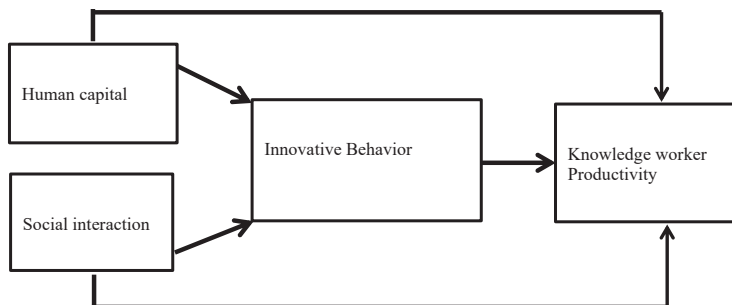 Human capital
Innovative Behavior
Knowledge worker
Productivity
Social interaction